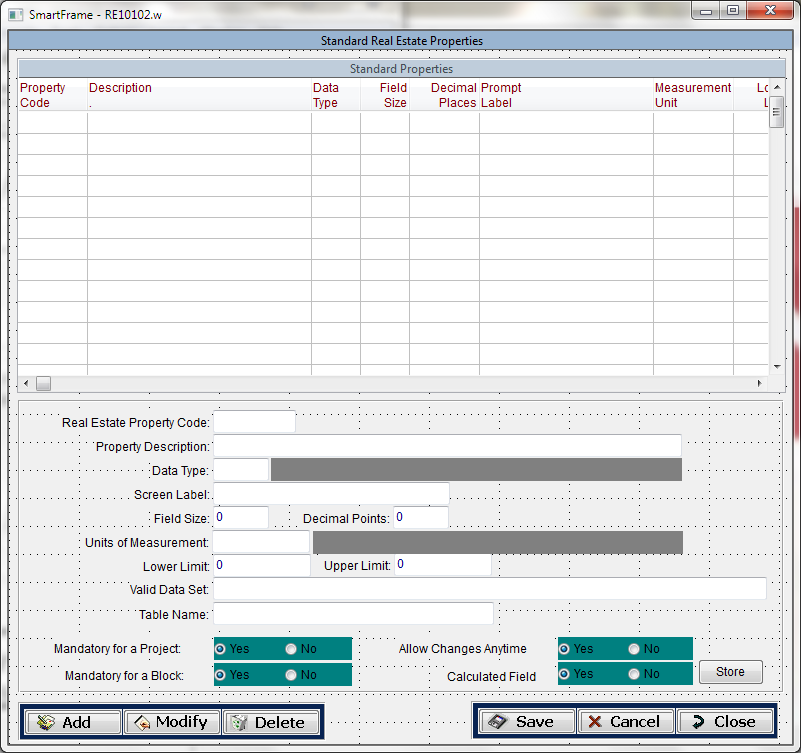 SmartFrame - RE10102.w
Standard Real Estate Properties
Standard Properties
Property Description Data Field Decimal Prompt Measurement Lo
Code . Type Size Places Label Unit L
Real Estate Property Code:
Property Description:
Data Type:
Screen Label:
Field Size: 0 Decimal Points: 0
Units of Measurement:
Lower Limit: 0 Upper Limit: 0
Valid Data Set:
Table Name:
Mandatory for a Project: Yes No Allow Changes Anytime Yes No
Mandatory for a Block: Yes No Calculated Field Yes No Store
Add Modify Delete Save Cancel Close